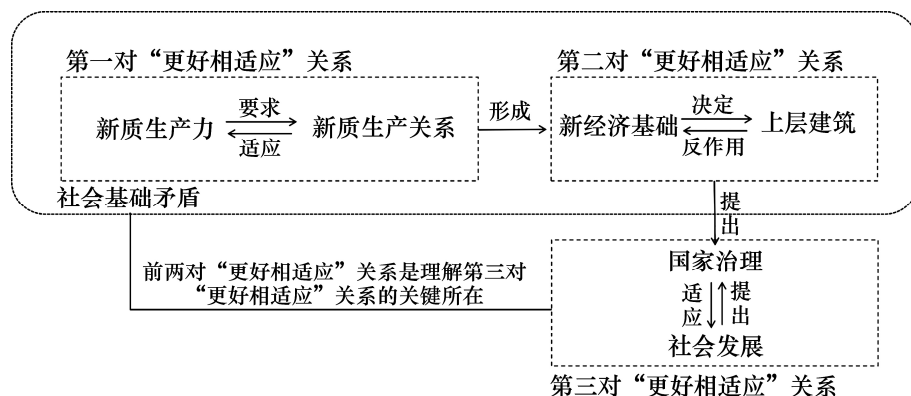 第一对“更好相适应”关系
新质生产力
要求
适应
新质生产关系
形成
第二对“更好相适应”关系
新经济基础
决定
反作用
上层建筑
社会基础矛盾
提出
前两对“更好相适应”关系是理解第三对
“更好相适应”关系的关键所在
国家治理
适应
提出
社会发展
第三对“更好相适应”关系